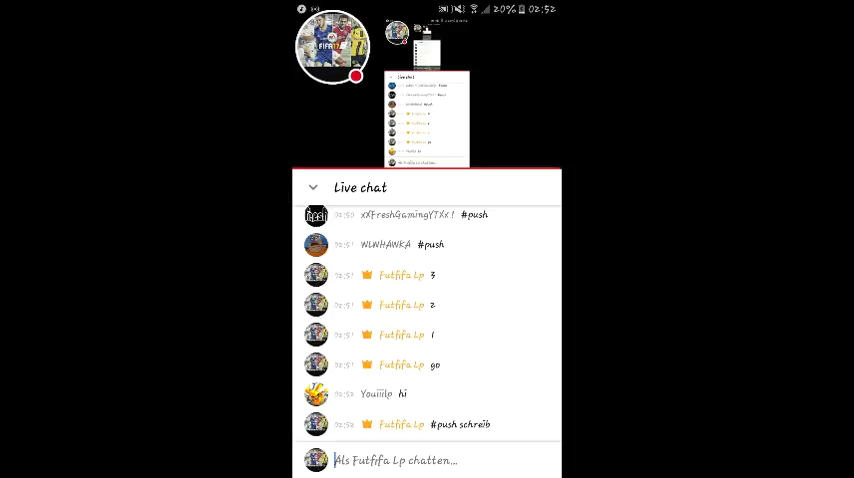 20% 02:52
FIFA17
Live chat
Live chat
02:50 xXFreshGamingYTXx! #push
02:51 WLWHAWKA #push
02:51 Futfifa Lp 3
02:51 Futfifa Lp 2
02:51 Futfifa Lp 1
02:51 Futfifa Lp go
02:52 Youiiilp hi
02:52 Futfifa Lp #push schreib
Als Futfifa Lp chatten...